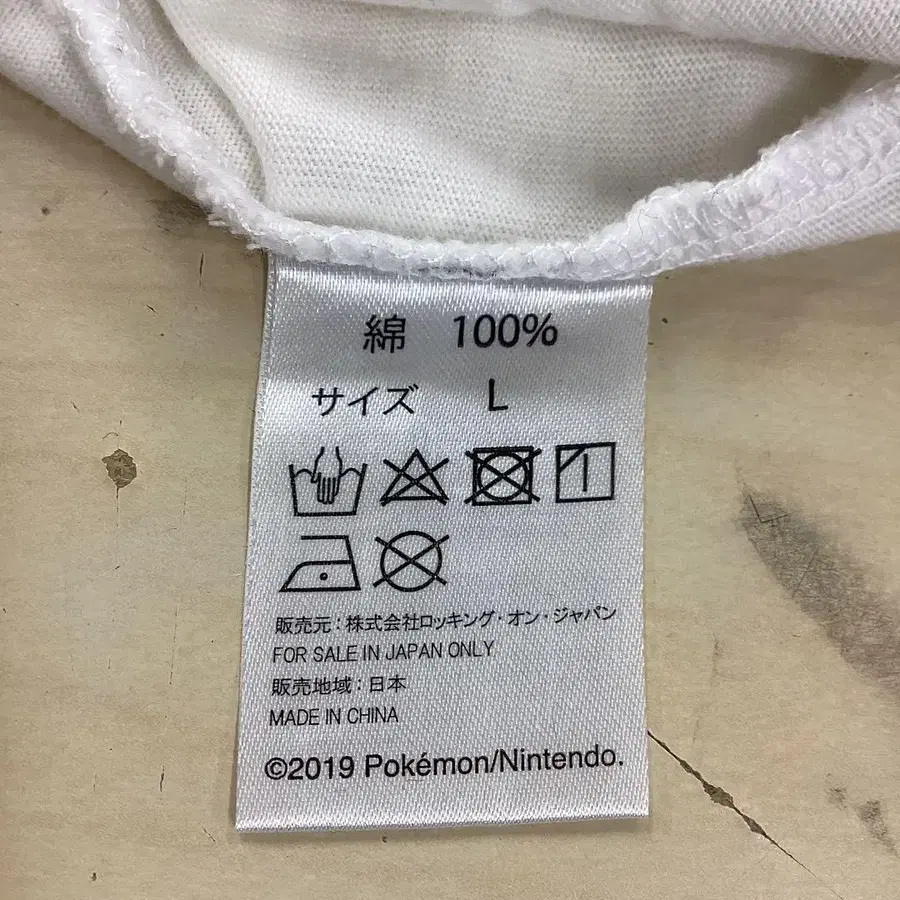 綿 100%
サイズ L
販売元：株式会社ロッキング・オン・ジャパン
FOR SALE IN JAPAN ONLY
販売地域：日本
MADE IN CHINA
©2019 Pokémon/Nintendo.